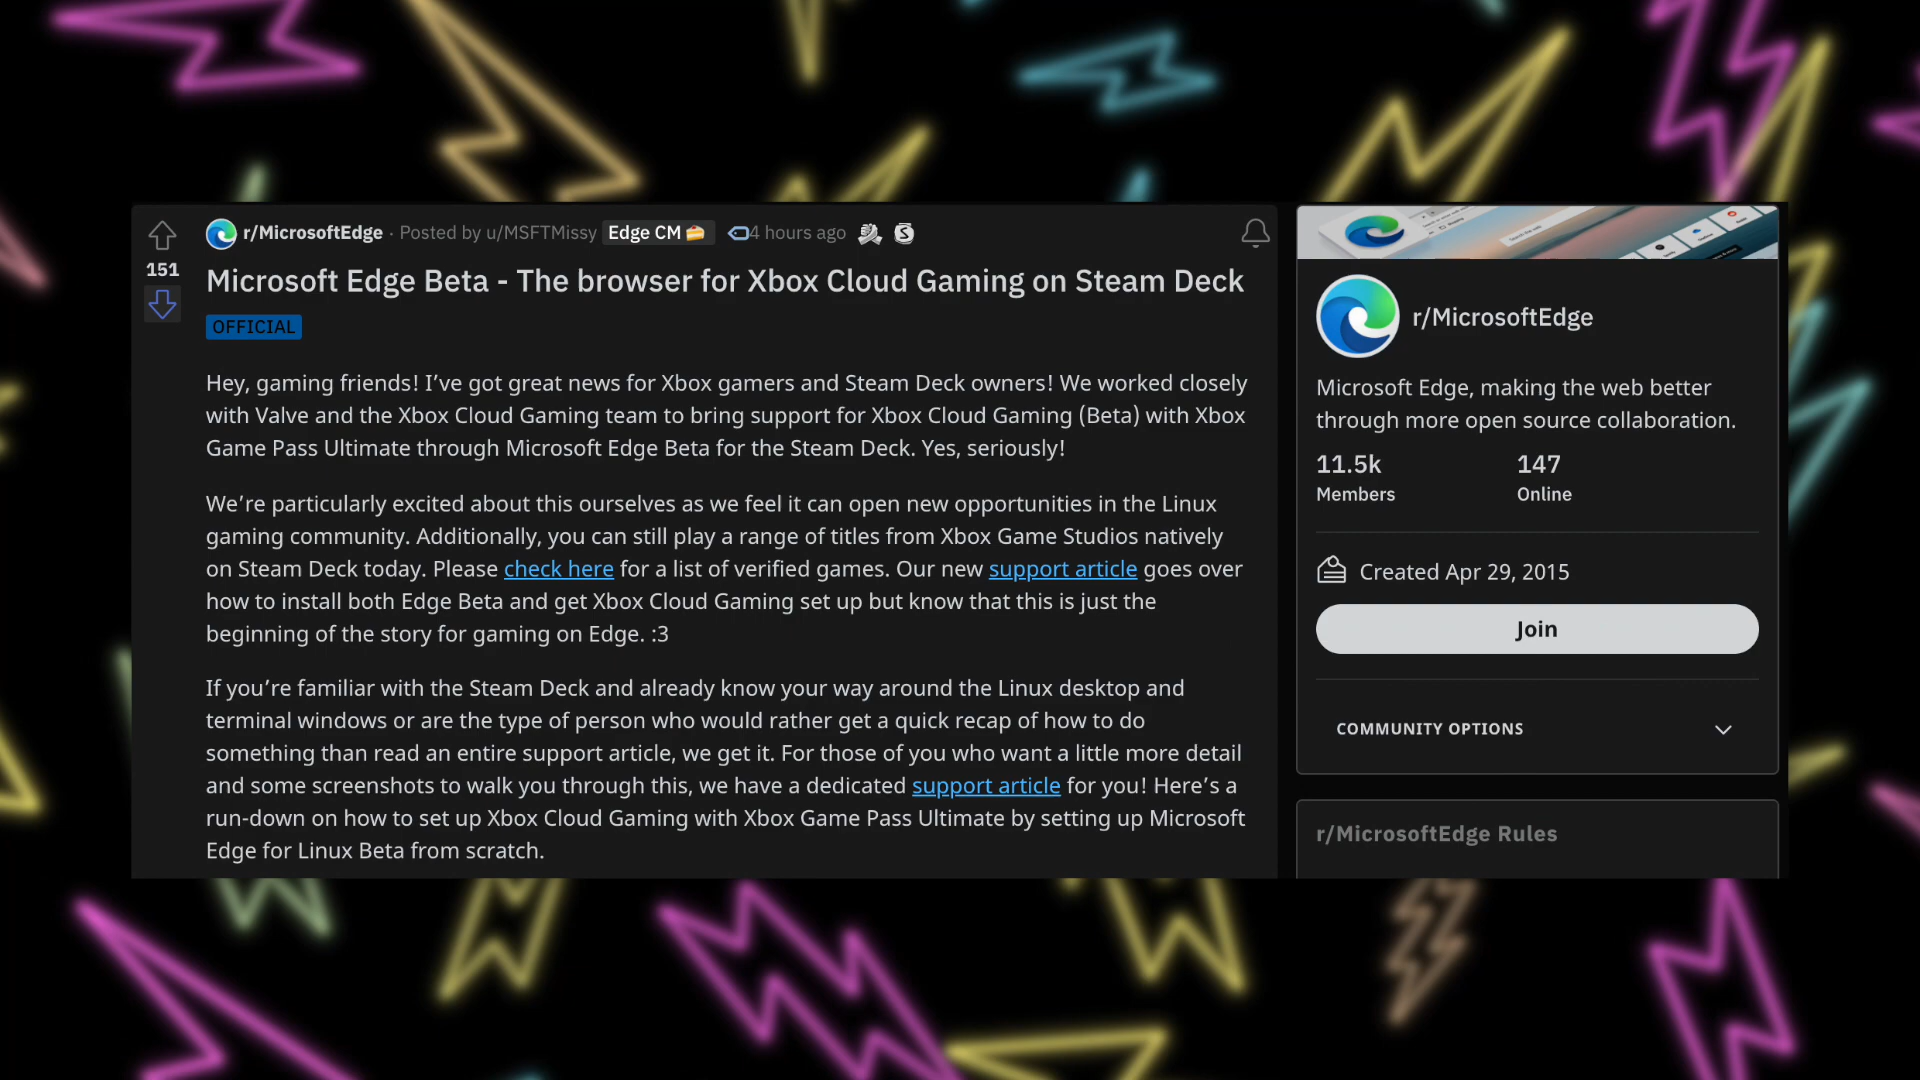 r/MicrosoftEdge · Posted by u/MSFTMissy Edge CM 4 hours ago
151
Microsoft Edge Beta - The browser for Xbox Cloud Gaming on Steam Deck
OFFICIAL
Hey, gaming friends! I’ve got great news for Xbox gamers and Steam Deck owners! We worked closely
with Valve and the Xbox Cloud Gaming team to bring support for Xbox Cloud Gaming (Beta) with Xbox
Game Pass Ultimate through Microsoft Edge Beta for the Steam Deck. Yes, seriously!
We’re particularly excited about this ourselves as we feel it can open new opportunities in the Linux
gaming community. Additionally, you can still play a range of titles from Xbox Game Studios natively
on Steam Deck today. Please check here for a list of verified games. Our new support article goes over
how to install both Edge Beta and get Xbox Cloud Gaming set up but know that this is just the
beginning of the story for gaming on Edge. :3
If you’re familiar with the Steam Deck and already know your way around the Linux desktop and
terminal windows or are the type of person who would rather get a quick recap of how to do
something than read an entire support article, we get it. For those of you who want a little more detail
and some screenshots to walk you through this, we have a dedicated support article for you! Here’s a
run-down on how to set up Xbox Cloud Gaming with Xbox Game Pass Ultimate by setting up Microsoft
Edge for Linux Beta from scratch.
r/MicrosoftEdge
Microsoft Edge, making the web better
through more open source collaboration.
11.5k 147
Members Online
Created Apr 29, 2015
Join
COMMUNITY OPTIONS
r/MicrosoftEdge Rules